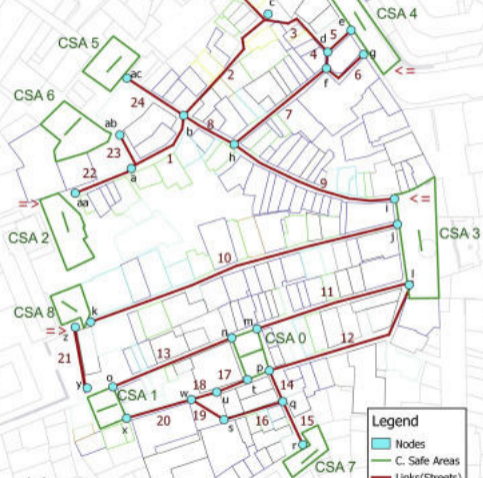 c
CSA 4
3
e
d
5
CSA 5
4
g
f
6
<=
ac
2
24
7
CSA 6
8
b
ab
h
23
1
a
22
9
aa
=>
i
<=
CSA 2
j
CSA 3
10
l
CSA 8
k
11
=>
z
m
n
CSA 0
12
21
13
y
o
p
CSA 1
18
17
t
14
w
u
q
20
19
16
15
x
s
r
CSA 7
Legend
Nodes
C. Safe Areas
Links(Streets)